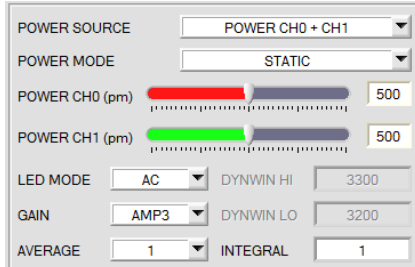 POWER SOURCE POWER CH0 + CH1
POWER MODE STATIC
POWER CH0 (pm) 500
POWER CH1 (pm) 500
LED MODE AC DYNWIN HI 3300
GAIN AMP3 DYNWIN LO 3200
AVERAGE 1 INTEGRAL 1